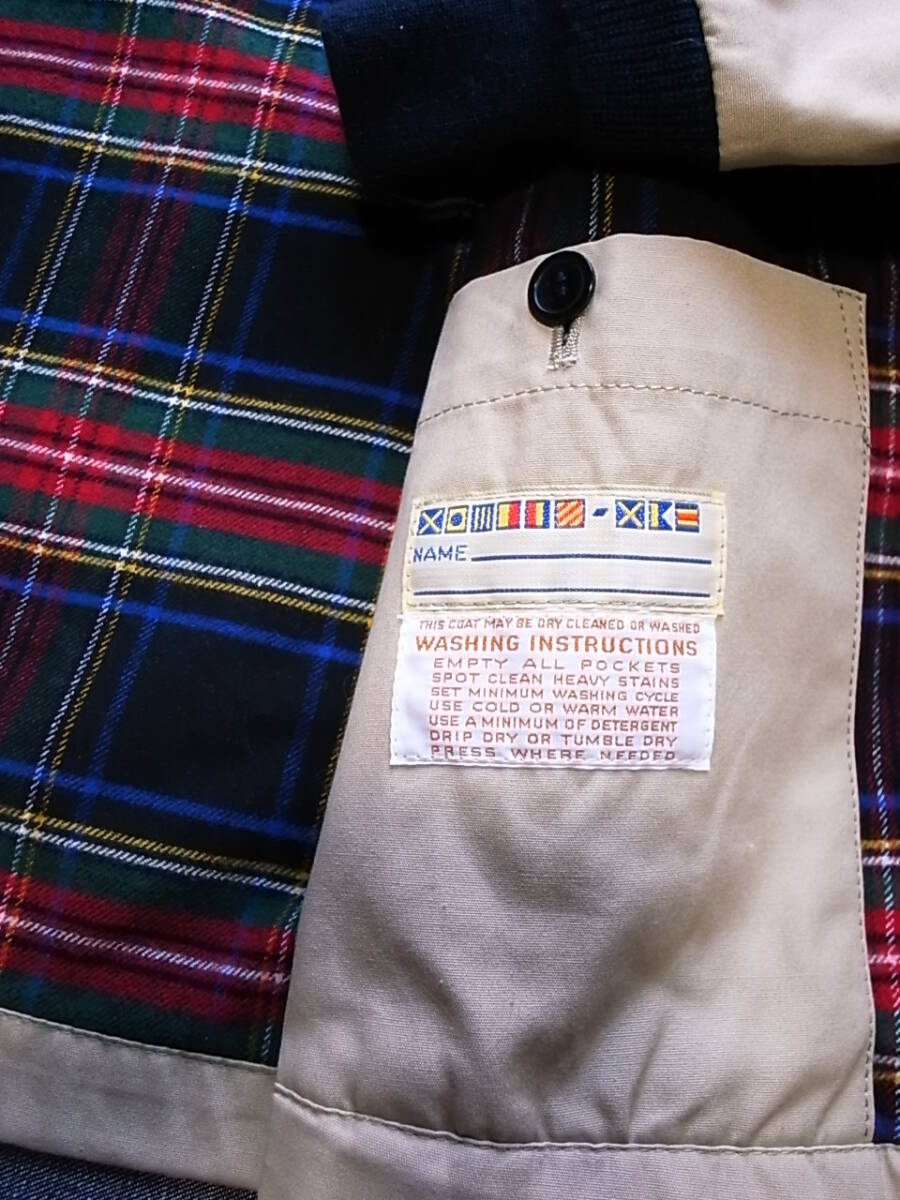 NAME
THIS COAT MAY BE DRY CLEANED OR WASHED
WASHING INSTRUCTIONS
EMPTY ALL POCKETS
SPOT CLEAN HEAVY STAINS
SET MINIMUM WASHING CYCLE
USE COLD OR WARM WATER
USE A MINIMUM OF DETERGENT
DRIP DRY OR TUMBLE DRY
PRESS WHERE NEEDED